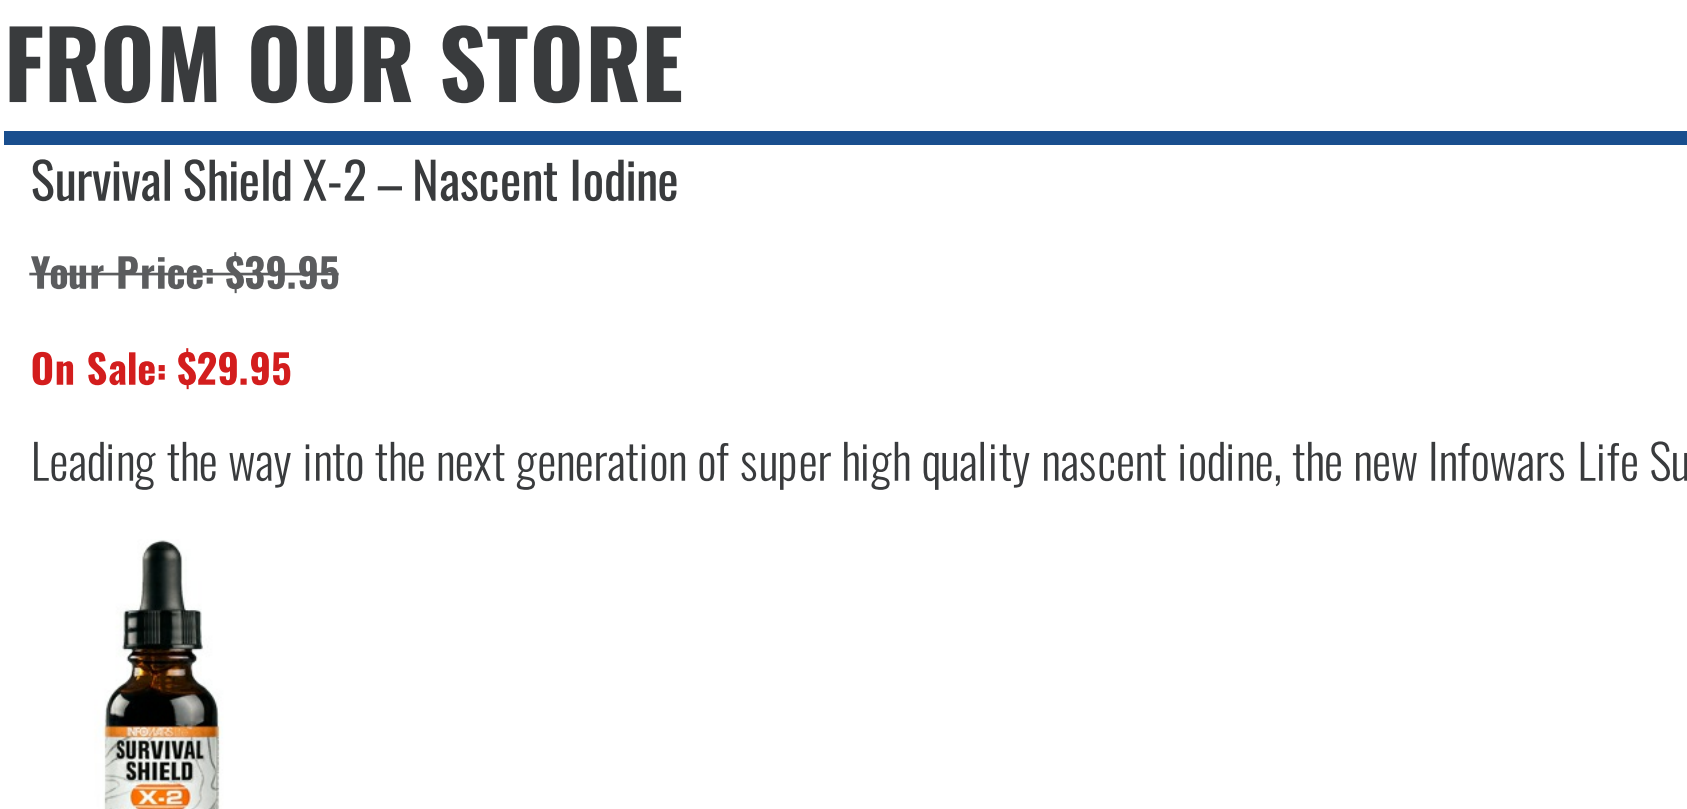 FROM OUR STORE
Survival Shield X-2 – Nascent Iodine
Your Price: $39.95
On Sale: $29.95
Leading the way into the next generation of super high quality nascent iodine, the new Infowars Life Su
INFOWARS
SURVIVAL
SHIELD
X-2